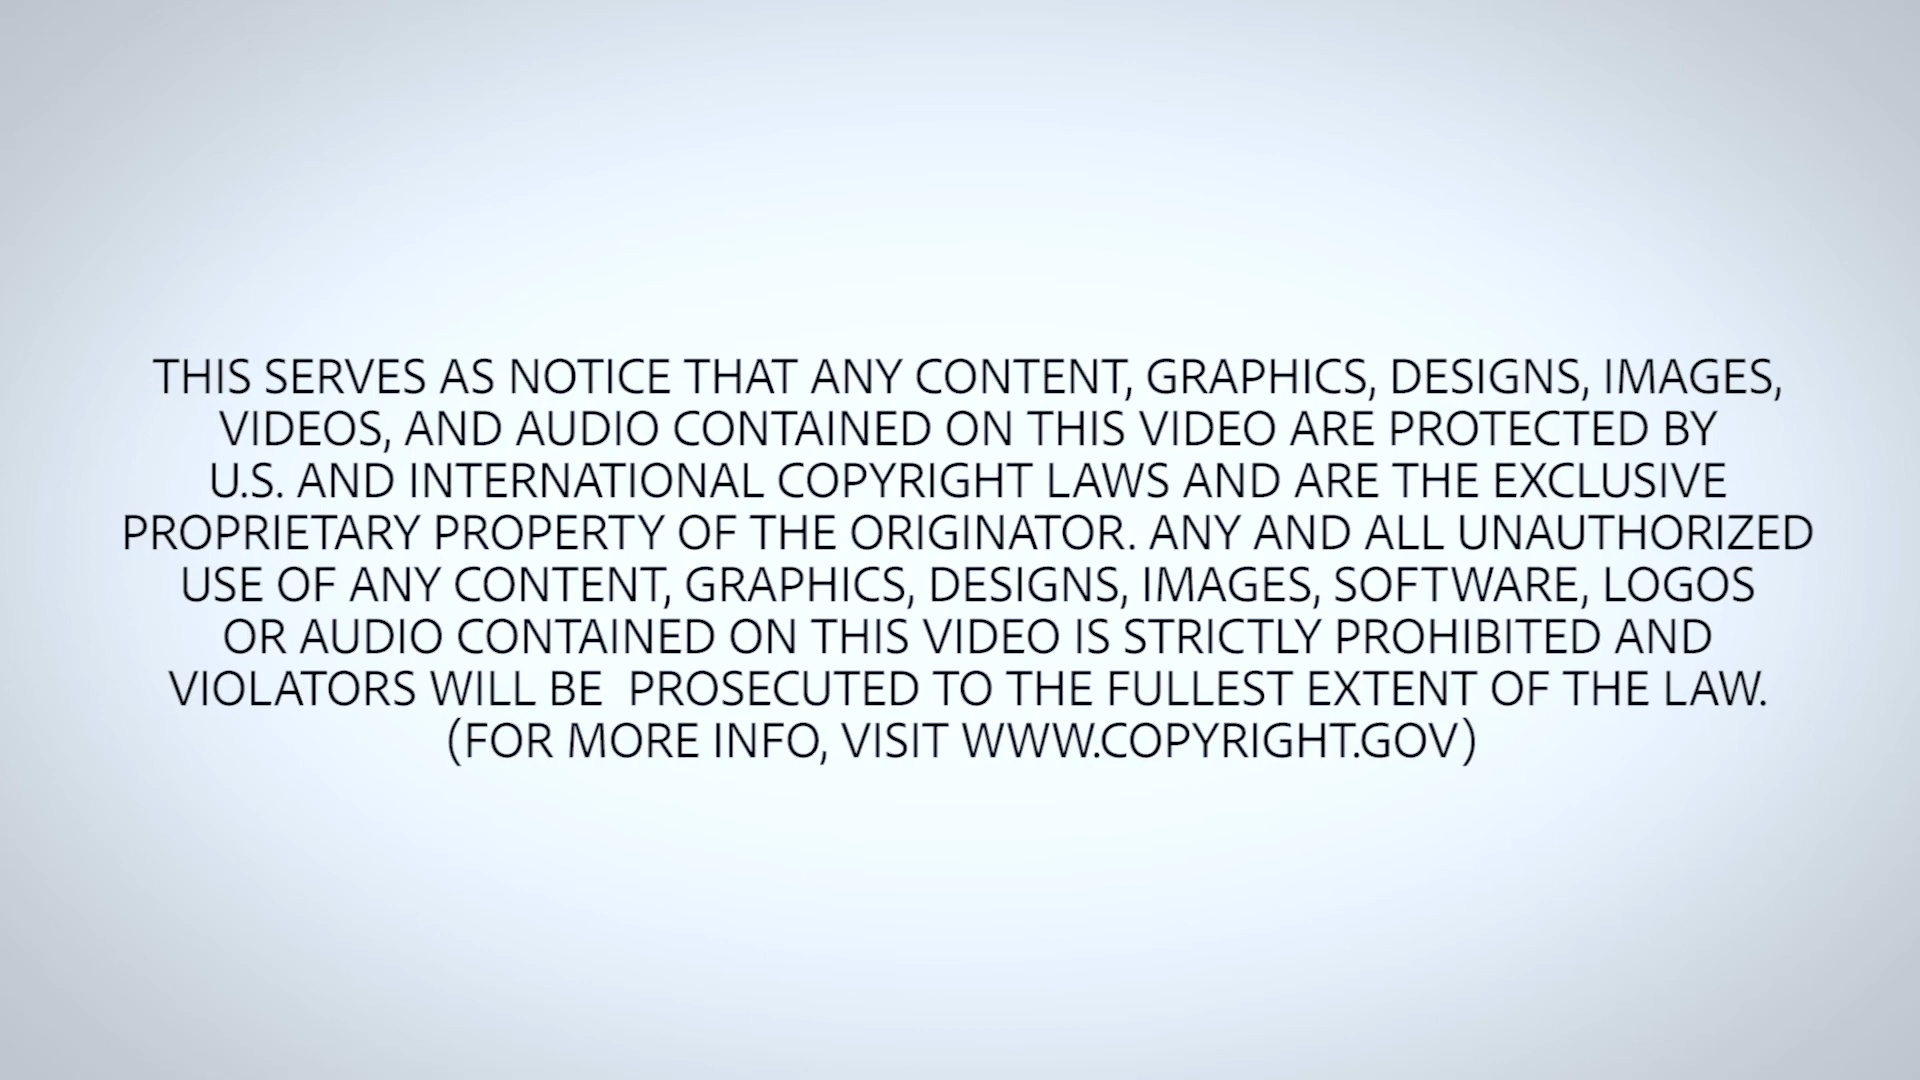 THIS SERVES AS NOTICE THAT ANY CONTENT, GRAPHICS, DESIGNS, IMAGES,
VIDEOS, AND AUDIO CONTAINED ON THIS VIDEO ARE PROTECTED BY
U.S. AND INTERNATIONAL COPYRIGHT LAWS AND ARE THE EXCLUSIVE
PROPRIETARY PROPERTY OF THE ORIGINATOR. ANY AND ALL UNAUTHORIZED
USE OF ANY CONTENT, GRAPHICS, DESIGNS, IMAGES, SOFTWARE, LOGOS
OR AUDIO CONTAINED ON THIS VIDEO IS STRICTLY PROHIBITED AND
VIOLATORS WILL BE  PROSECUTED TO THE FULLEST EXTENT OF THE LAW.
(FOR MORE INFO, VISIT WWW.COPYRIGHT.GOV)